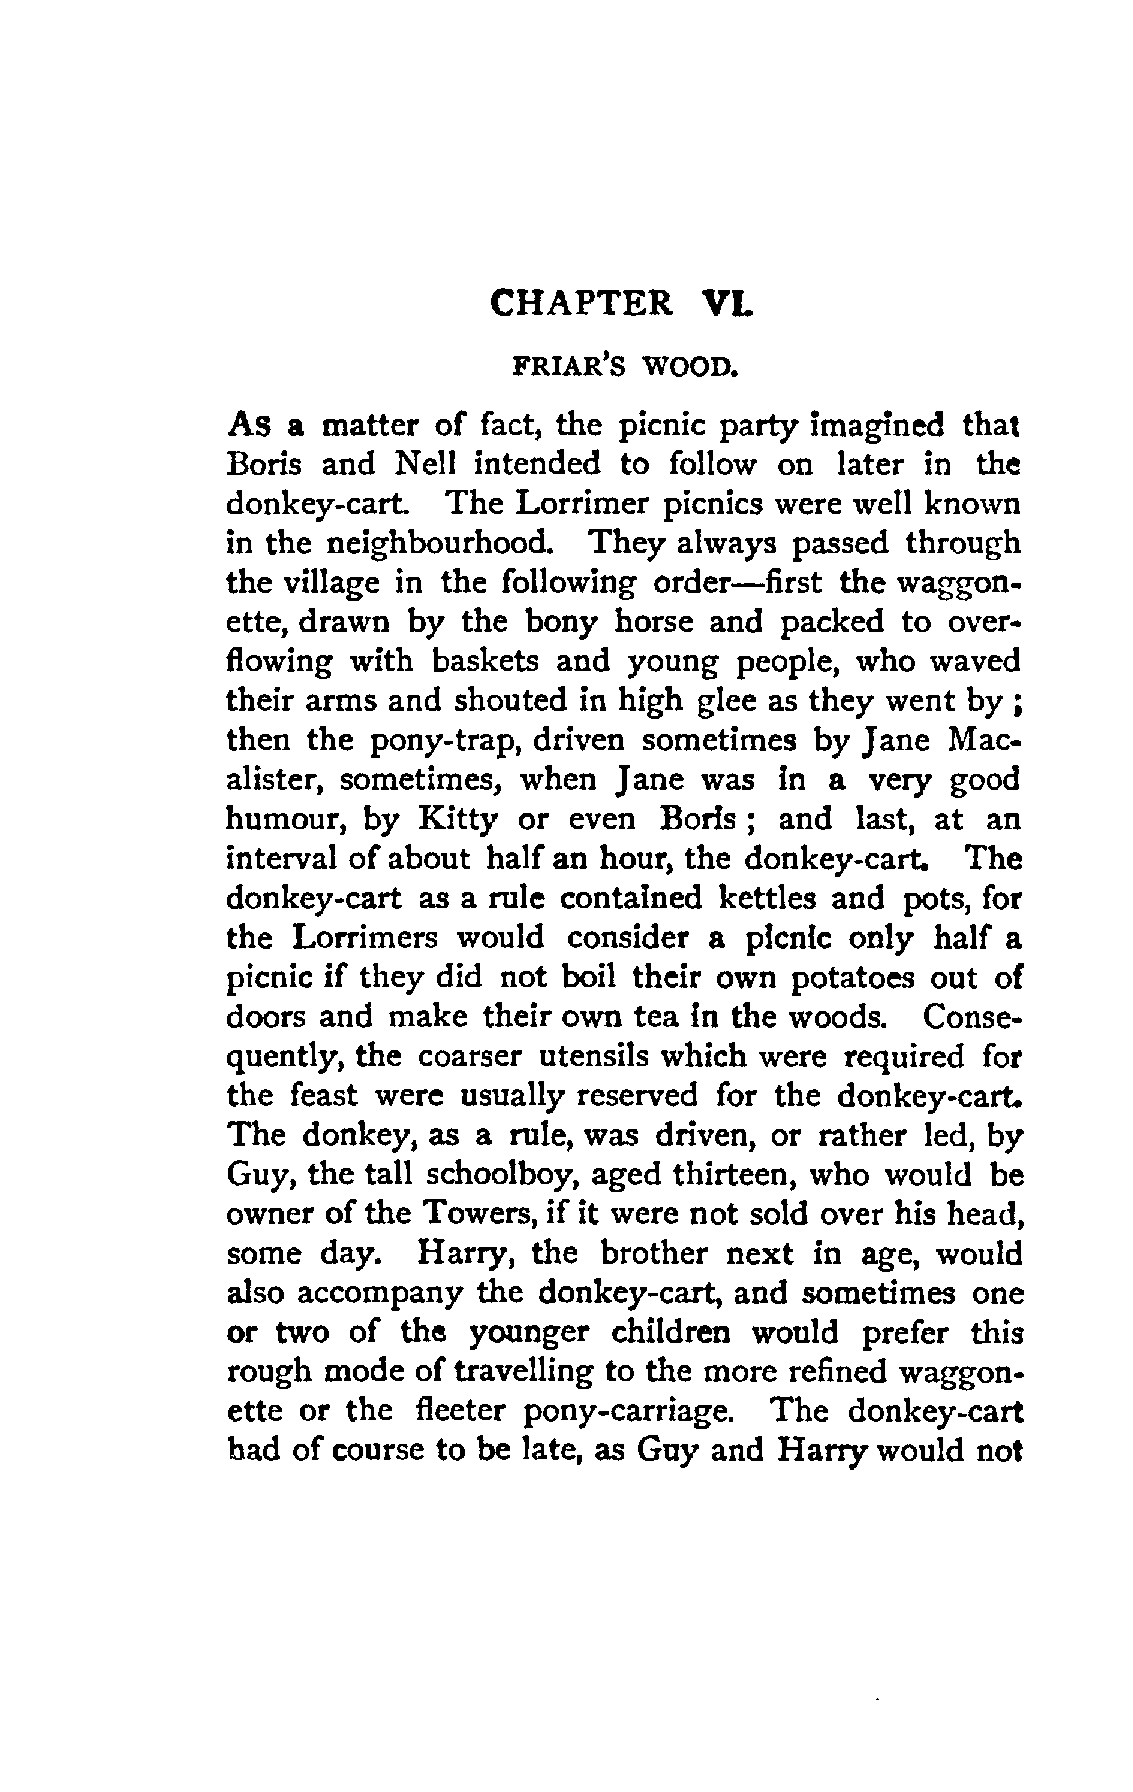 CHAPTER VI.
FRIAR'S WOOD.
As a matter of fact, the picnic party imagined that
Boris and Nell intended to follow on later in the
donkey-cart. The Lorrimer picnics were well known
in the neighbourhood. They always passed through
the village in the following order—first the waggon-
ette, drawn by the bony horse and packed to over-
flowing with baskets and young people, who waved
their arms and shouted in high glee as they went by ;
then the pony-trap, driven sometimes by Jane Mac-
alister, sometimes, when Jane was in a very good
humour, by Kitty or even Boris ; and last, at an
interval of about half an hour, the donkey-cart. The
donkey-cart as a rule contained kettles and pots, for
the Lorrimers would consider a picnic only half a
picnic if they did not boil their own potatoes out of
doors and make their own tea in the woods. Conse-
quently, the coarser utensils which were required for
the feast were usually reserved for the donkey-cart.
The donkey, as a rule, was driven, or rather led, by
Guy, the tall schoolboy, aged thirteen, who would be
owner of the Towers, if it were not sold over his head,
some day. Harry, the brother next in age, would
also accompany the donkey-cart, and sometimes one
or two of the younger children would prefer this
rough mode of travelling to the more refined waggon-
ette or the fleeter pony-carriage. The donkey-cart
had of course to be late, as Guy and Harry would not